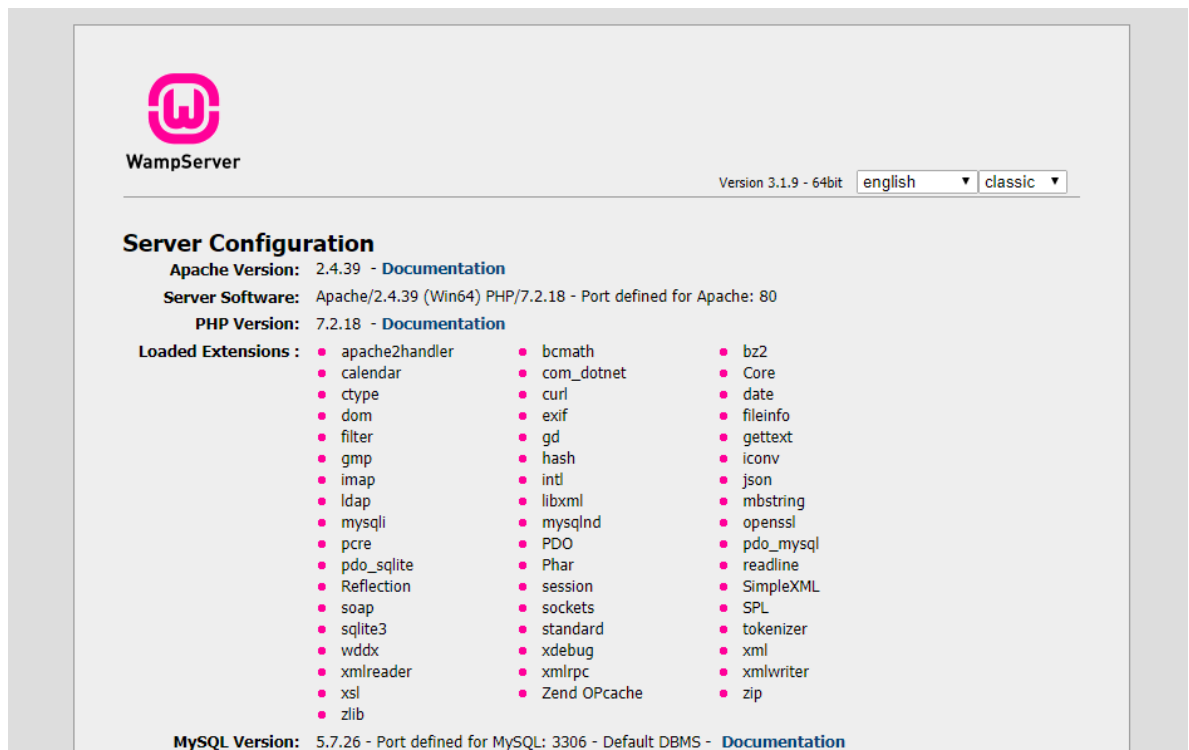 WampServer
Version 3.1.9 - 64bit english classic
Server Configuration
Apache Version: 2.4.39 - Documentation
Server Software: Apache/2.4.39 (Win64) PHP/7.2.18 - Port defined for Apache: 80
PHP Version: 7.2.18 - Documentation
Loaded Extensions : apache2handler bcmath bz2
calendar com_dotnet Core
ctype curl date
dom exif fileinfo
filter gd gettext
gmp hash iconv
imap intl json
ldap libxml mbstring
mysqli mysqlnd openssl
pcre PDO pdo_mysql
pdo_sqlite Phar readline
Reflection session SimpleXML
soap sockets SPL
sqlite3 standard tokenizer
wddx xdebug xml
xmlreader xmlrpc xmlwriter
xsl Zend OPcache zip
zlib
MySQL Version: 5.7.26 - Port defined for MySQL: 3306 - Default DBMS - Documentation